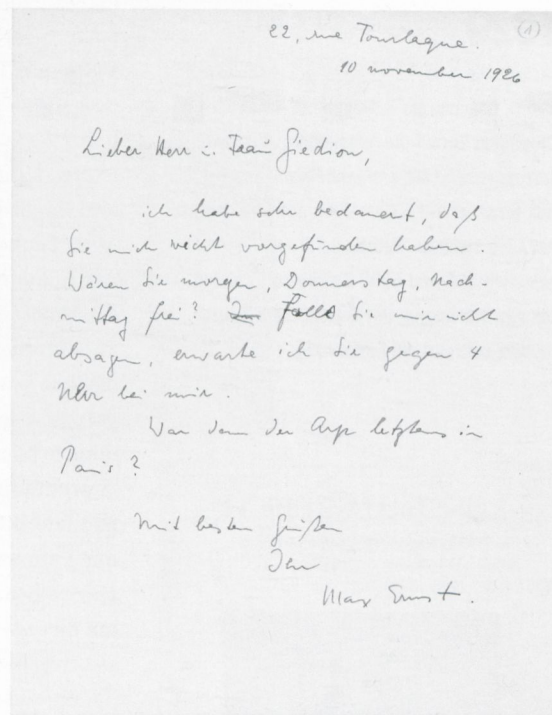 (1)
22, rue Tourlaque.
10 november 1926
Lieber Herr u. Frau Giedion,
ich habe sehr bedauert, daß
Sie mich nicht vorgefunden haben.
Wären Sie morgen, Donnerstag, Nach-
mittag frei? Falls Sie mir nicht
absagen, erwarte ich Sie gegen 4
Uhr bei mir.
War denn der Arp letztens in
Paris?
Mit besten Grüßen
Ihr
Max Ernst.